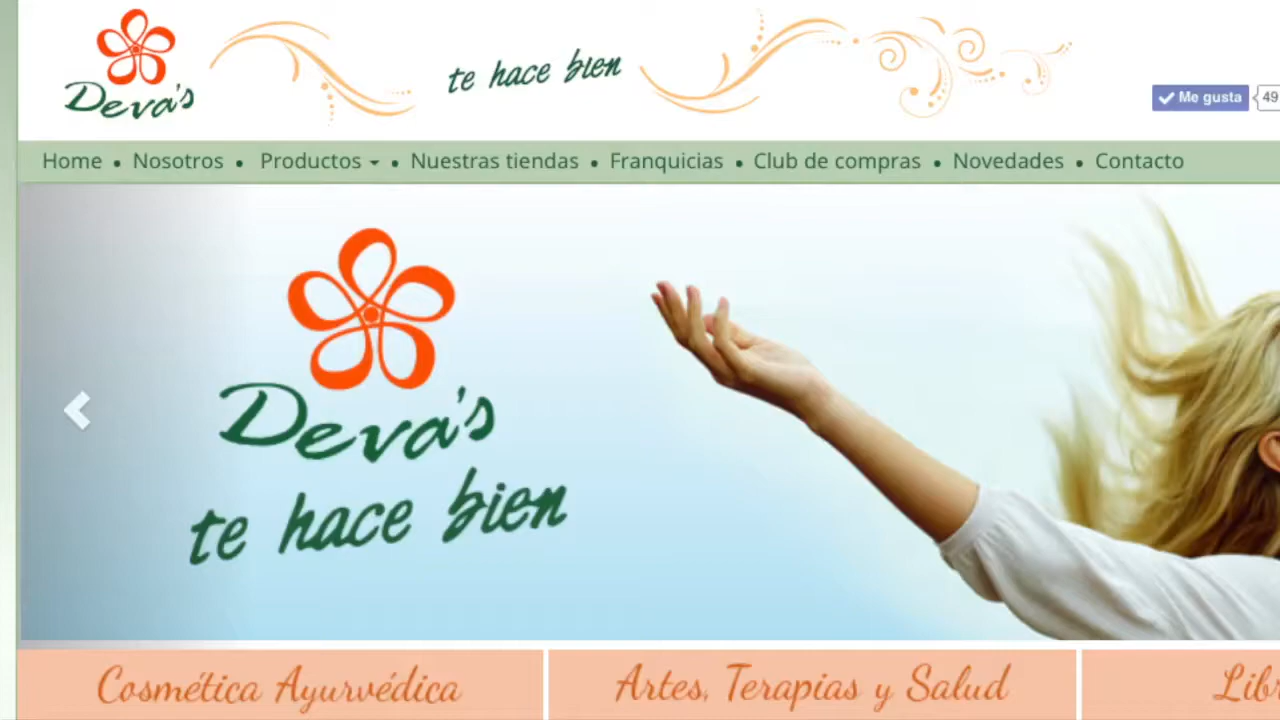 Deva's
te hace bien
Me gusta
49
Home • Nosotros • Productos • Nuestras tiendas • Franquicias • Club de compras • Novedades • Contacto
Deva's
te hace bien
Cosmética Ayurvédica
Artes, Terapias y Salud